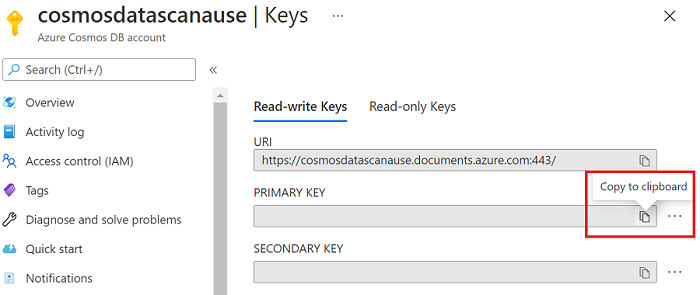 cosmosdatascanause | Keys ...
Azure Cosmos DB account
Search (Ctrl+/)
«
Overview
Activity log
Access control (IAM)
Tags
Diagnose and solve problems
Quick start
Notifications
Read-write Keys Read-only Keys
URI
https://cosmosdatascanause.documents.azure.com:443/
Copy to clipboard
PRIMARY KEY
...
SECONDARY KEY
...